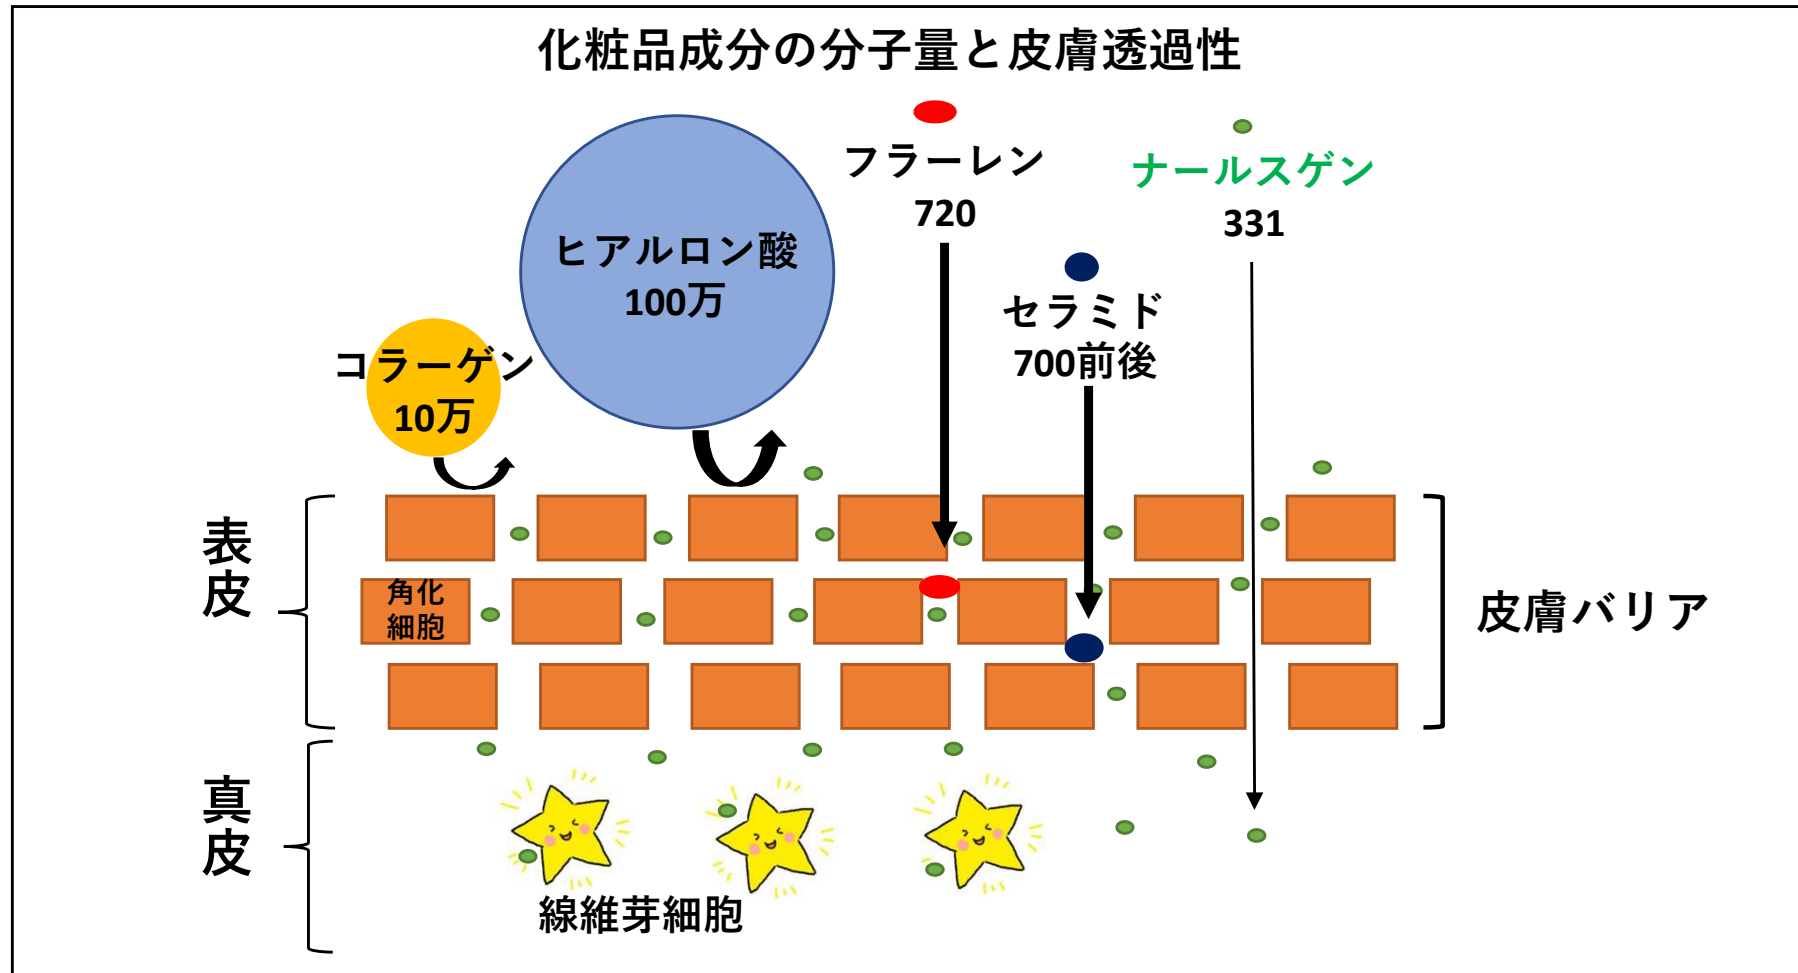 化粧品成分の分子量と皮膚透過性
フラーレン
720
ナールスゲン
331
ヒアルロン酸
100万
セラミド
700前後
コラーゲン
10万
表皮
角化
細胞
皮膚バリア
真皮
線維芽細胞